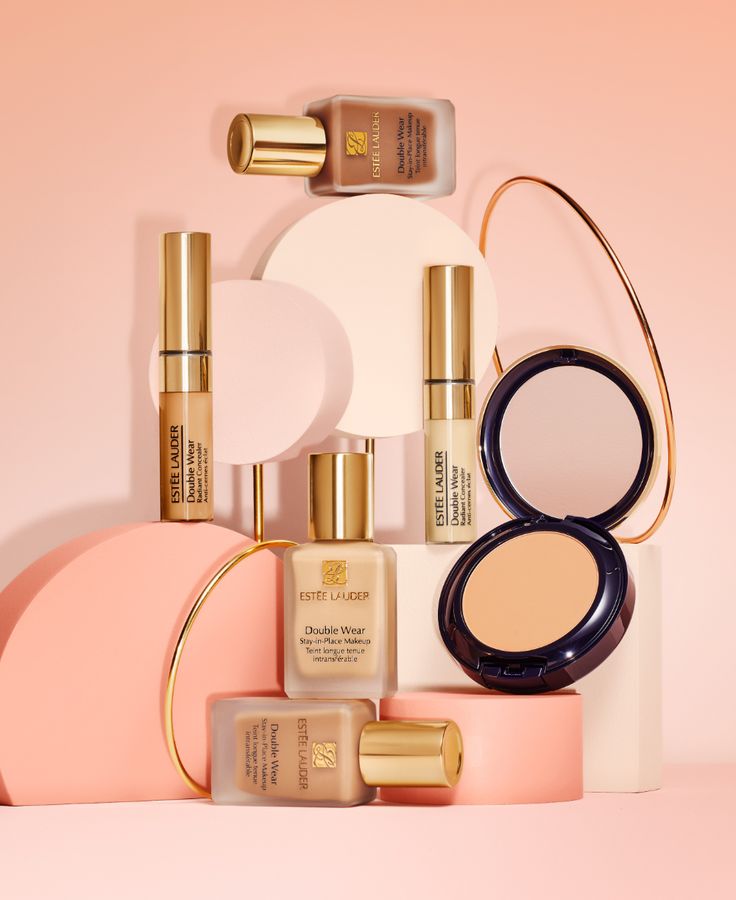 ESTĒE LAUDER
Double Wear
Stay-in-Place Makeup
Teint longue tenue
intransférable
ESTĒE LAUDER
Double Wear
Radiant Concealer
Anti-cernes éclat
ESTĒE LAUDER
Double Wear
Radiant Concealer
Anti-cernes éclat
ESTĒE LAUDER
Double Wear
Stay-in-Place Makeup
Teint longue tenue
intransférable
ESTĒE LAUDER
Double Wear
Stay-in-Place Makeup
Teint longue tenue
intransférable